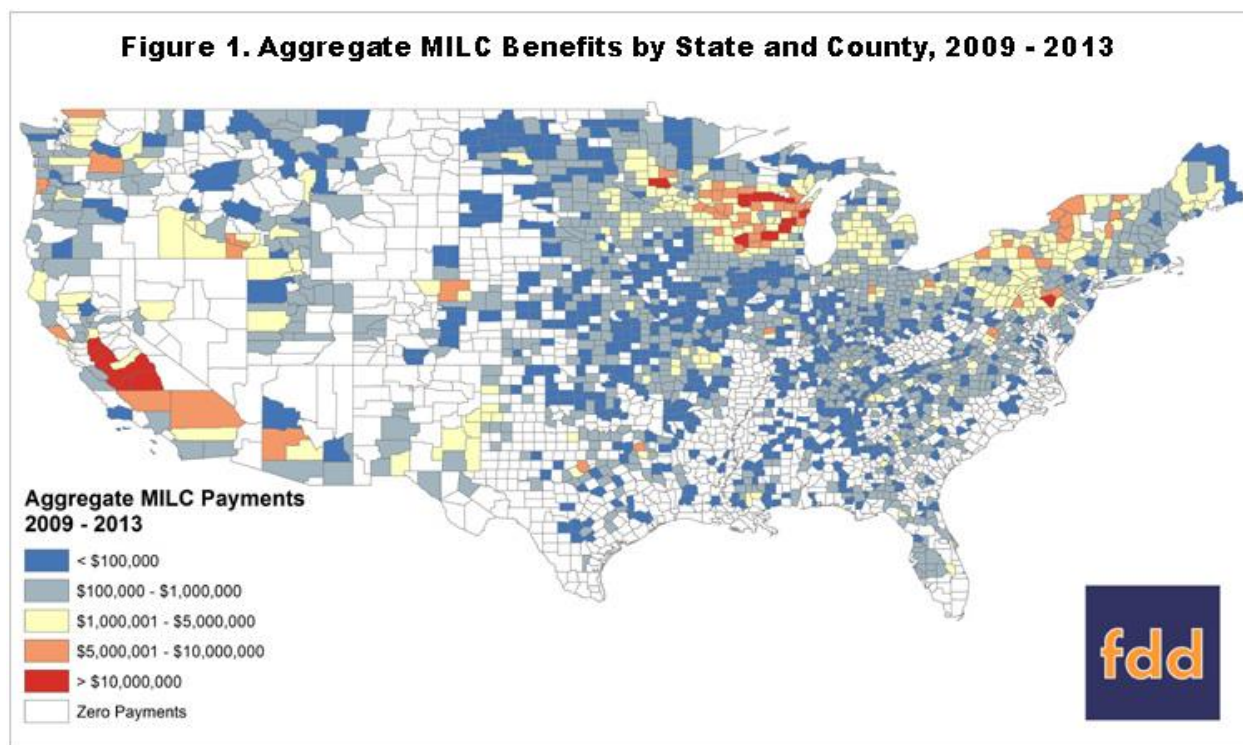 Figure 1. Aggregate MILC Benefits by State and County, 2009 - 2013
Aggregate MILC Payments
2009 - 2013
< $100,000
$100,000 - $1,000,000
$1,000,001 - $5,000,000
$5,000,001 - $10,000,000
> $10,000,000
Zero Payments
fdd